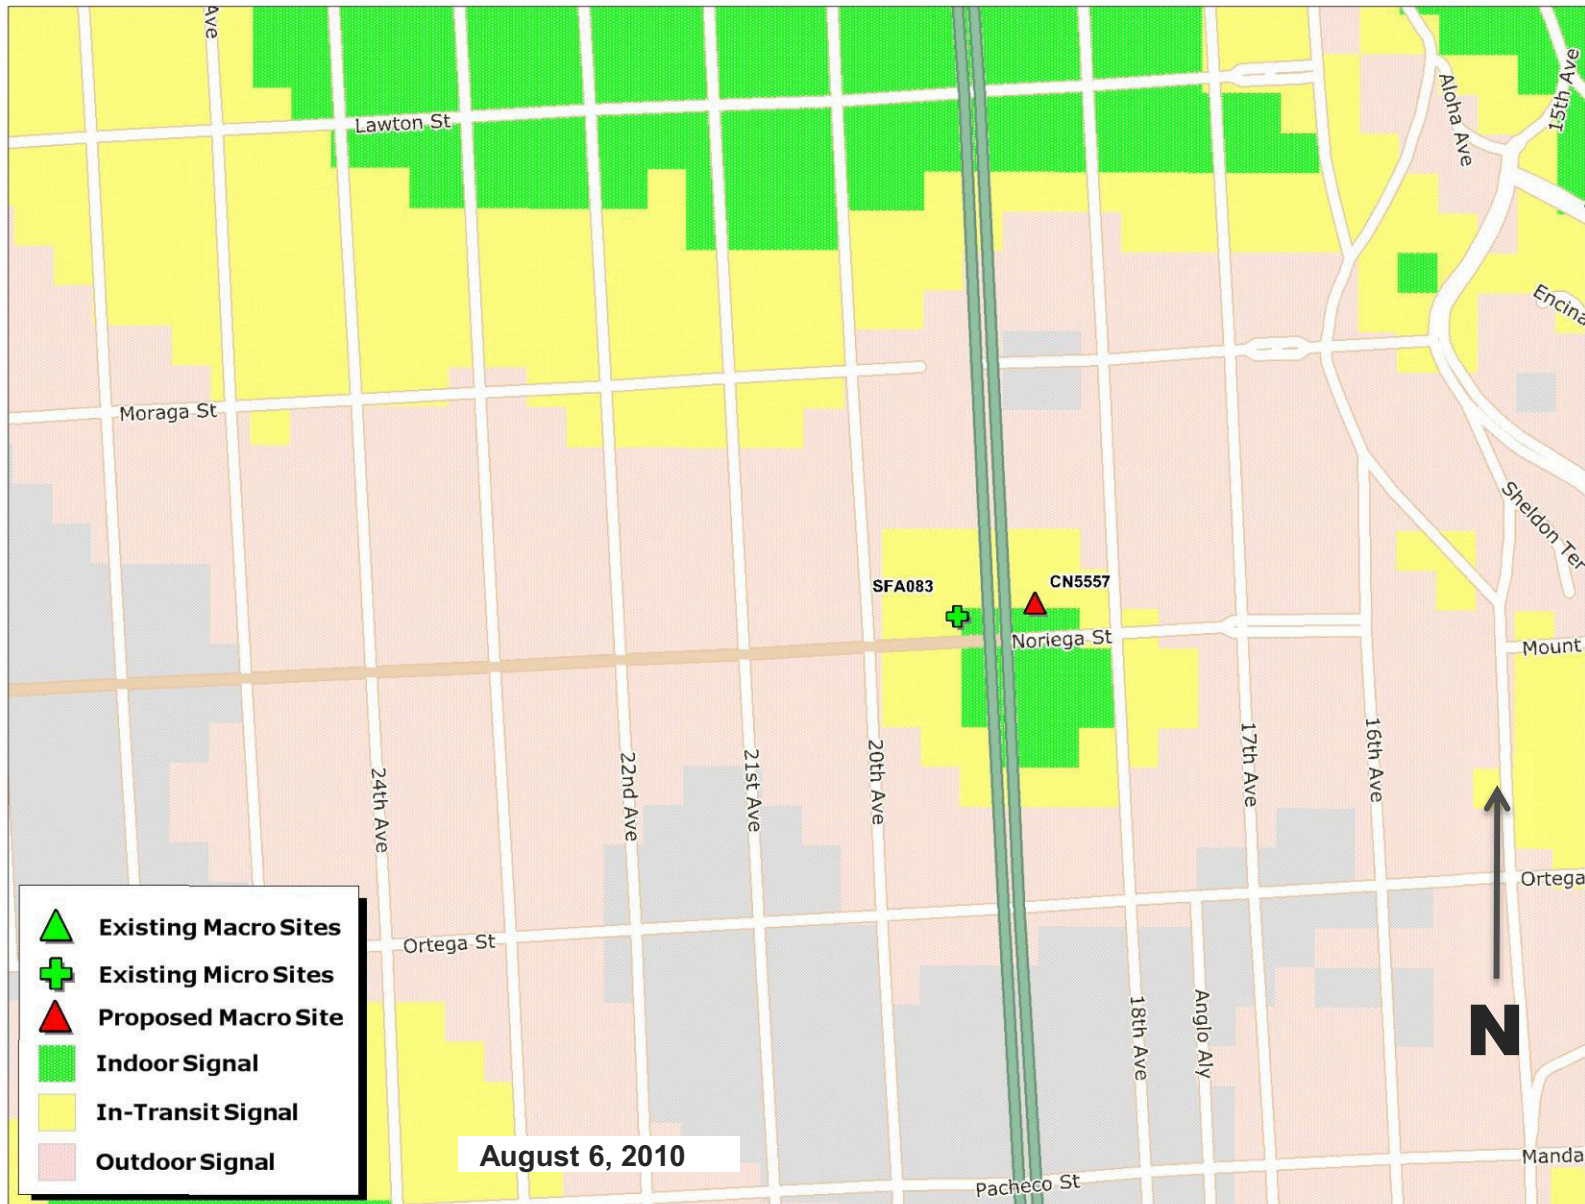 Ave
Lawton St
Aloha Ave
15th Ave
Encina
Moraga St
Sheldon Ter
SFA083
CN5557
Noriega St
Mount
24th Ave
22nd Ave
21st Ave
20th Ave
17th Ave
16th Ave
Ortega
Ortega St
18th Ave
Anglo Aly
N
Existing Macro Sites
Existing Micro Sites
Proposed Macro Site
Indoor Signal
In-Transit Signal
Outdoor Signal
August 6, 2010
Manda
Pacheco St